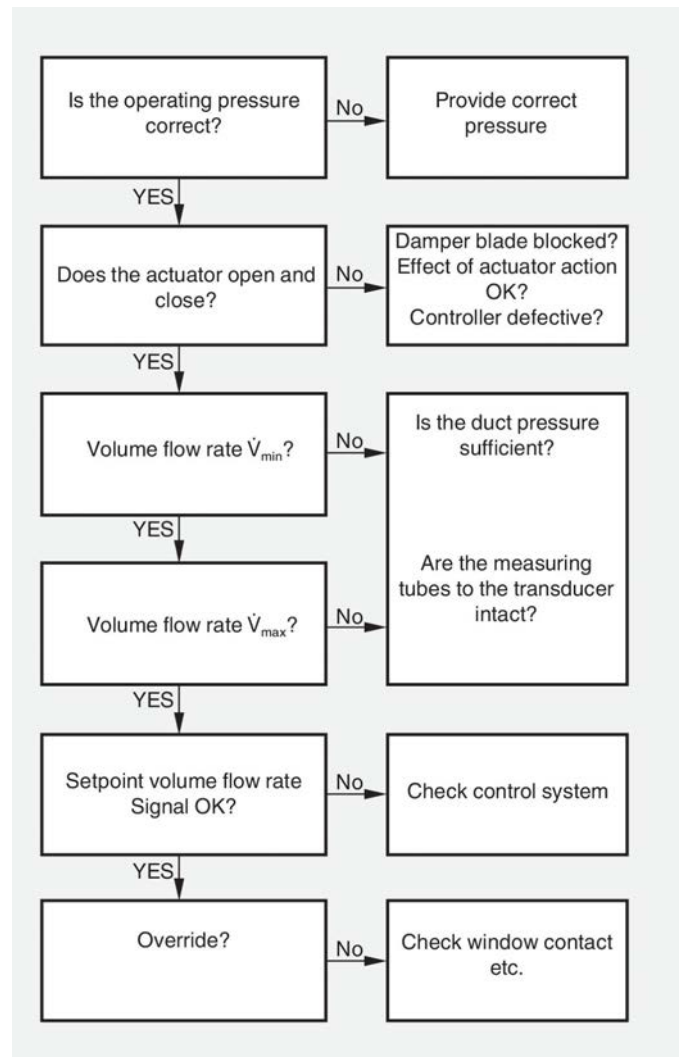 Is the operating pressure
correct?
No
Provide correct
pressure
YES
Does the actuator open and
close?
No
Damper blade blocked?
Effect of actuator action
OK?
Controller defective?
YES
Volume flow rate V̇min?
No
Is the duct pressure
sufficient?
YES
Volume flow rate V̇max?
No
Are the measuring
tubes to the transducer
intact?
YES
Setpoint volume flow rate
Signal OK?
No
Check control system
YES
Override?
No
Check window contact
etc.